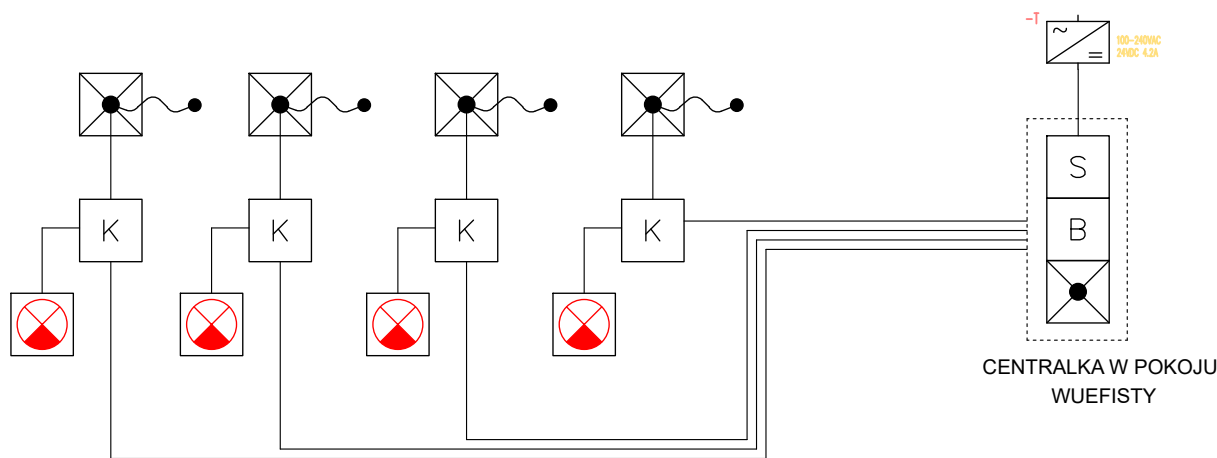 -T
100-240VAC
24VDC 4.2A
S
K K K K B
CENTRALKA W POKOJU
WUEFISTY